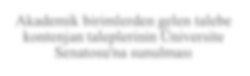 Akademik birimlerden gelen talebe
kontenjan taleplerinin Üniversite
Senatosu'na sunulması